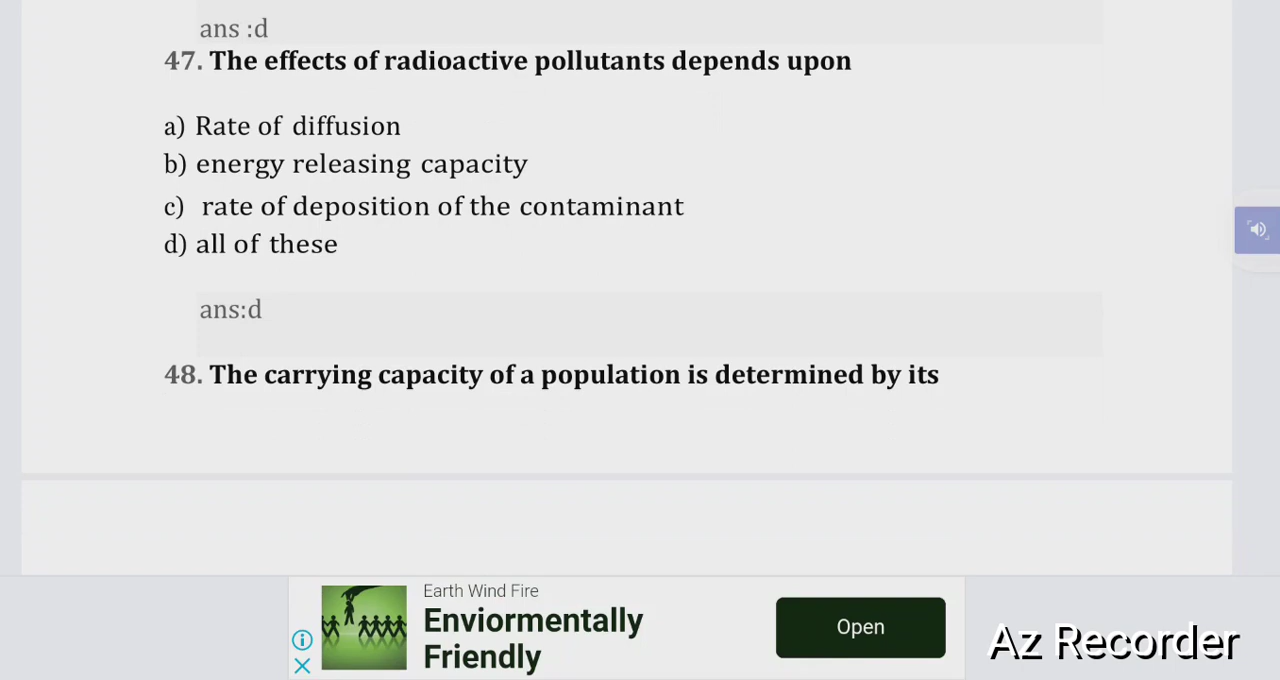 ans :d
47. The effects of radioactive pollutants depends upon
a) Rate of diffusion
b) energy releasing capacity
c) rate of deposition of the contaminant
d) all of these
ans:d
48. The carrying capacity of a population is determined by its
Earth Wind Fire
Enviormentally
Friendly
Open
Az Recorder